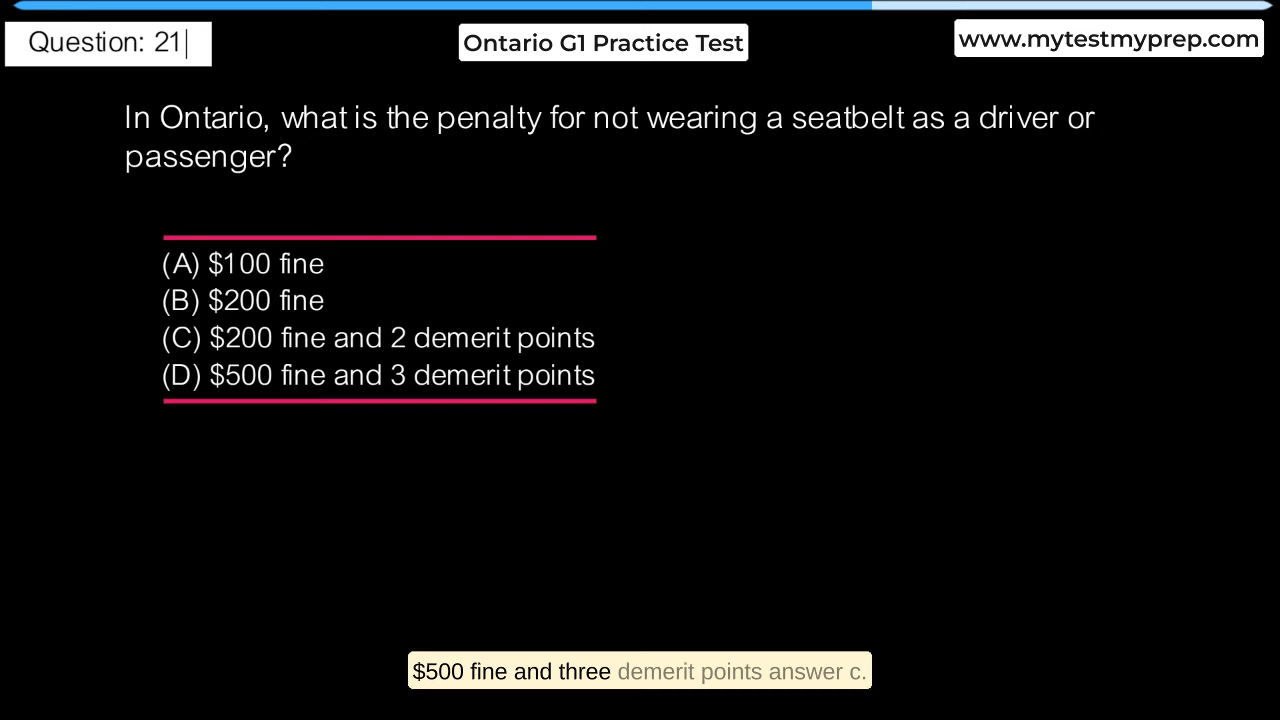 Question: 21
Ontario G1 Practice Test
www.mytestmyprep.com
In Ontario, what is the penalty for not wearing a seatbelt as a driver or
passenger?
(A) $100 fine
(B) $200 fine
(C) $200 fine and 2 demerit points
(D) $500 fine and 3 demerit points
$500 fine and three demerit points answer c.